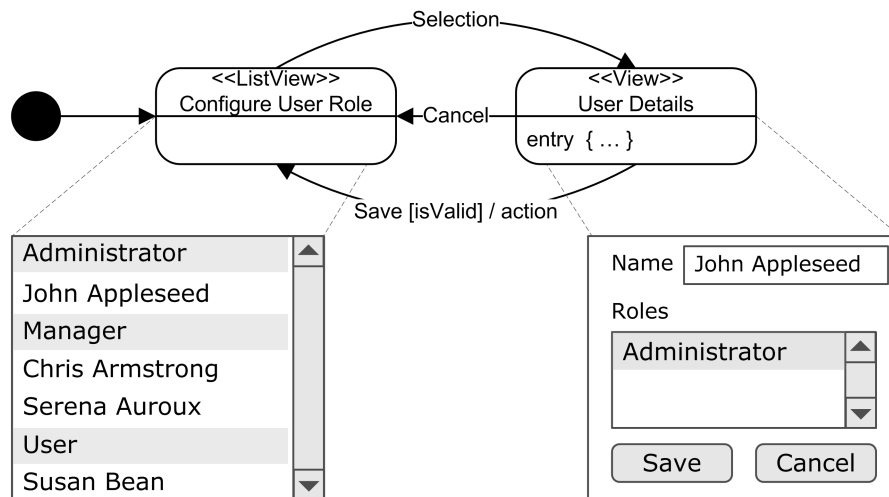 Selection
<<ListView>>
Configure User Role
<<View>>
User Details
Cancel
entry { … }
Save [isValid] / action
Administrator
John Appleseed
Manager
Chris Armstrong
Serena Auroux
User
Susan Bean
Name John Appleseed
Roles
Administrator
Save Cancel